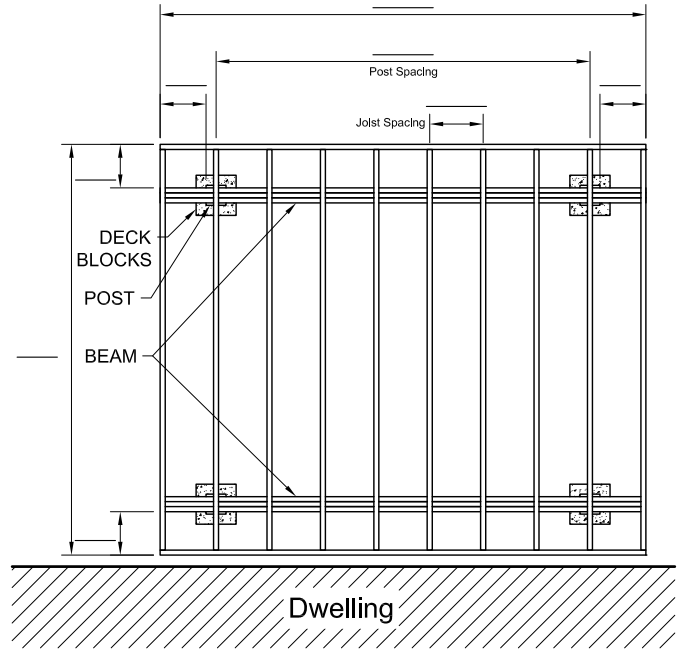 Post Spacing
Joist Spacing
DECK
BLOCKS
POST
BEAM
Dwelling